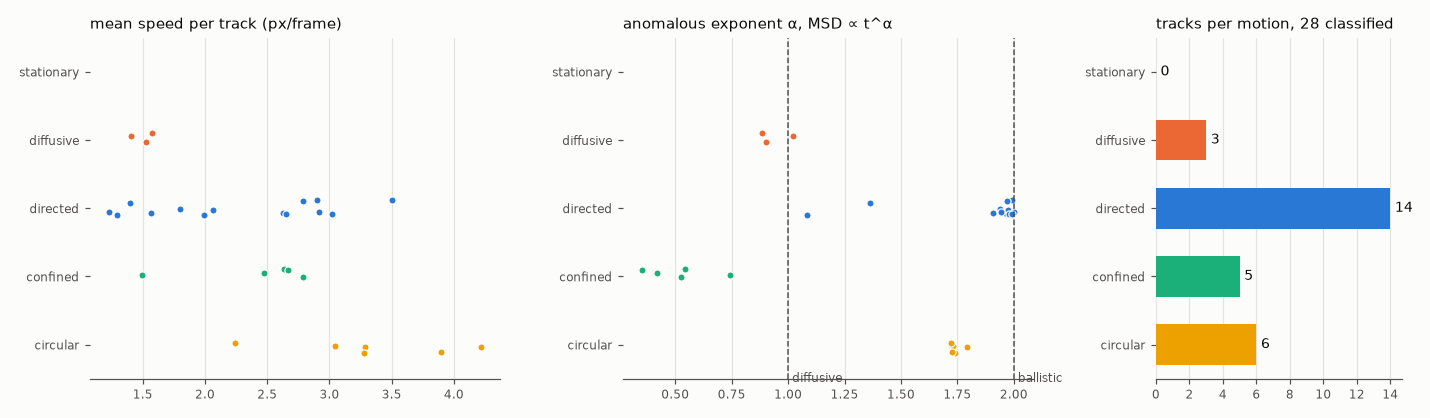 mean speed per track (px/frame)
stationary
diffusive
directed
confined
circular
1.5 2.0 2.5 3.0 3.5 4.0
anomalous exponent α, MSD ∝ t^α
stationary
diffusive
directed
confined
circular
diffusive
ballistic
0.50 0.75 1.00 1.25 1.50 1.75 2.00
tracks per motion, 28 classified
stationary 0
diffusive 3
directed 14
confined 5
circular 6
0 2 4 6 8 10 12 14